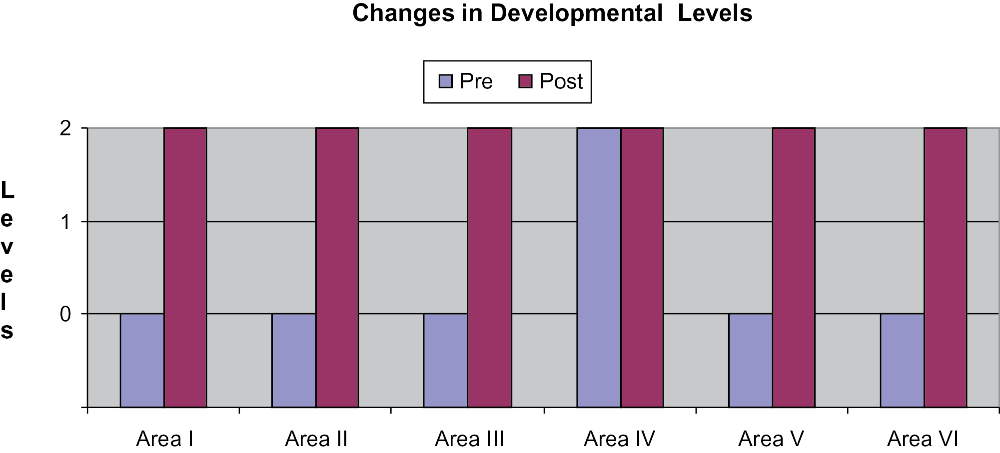 Changes in Developmental Levels
Pre Post
2
1
0
Levels
Area I Area II Area III Area IV Area V Area VI